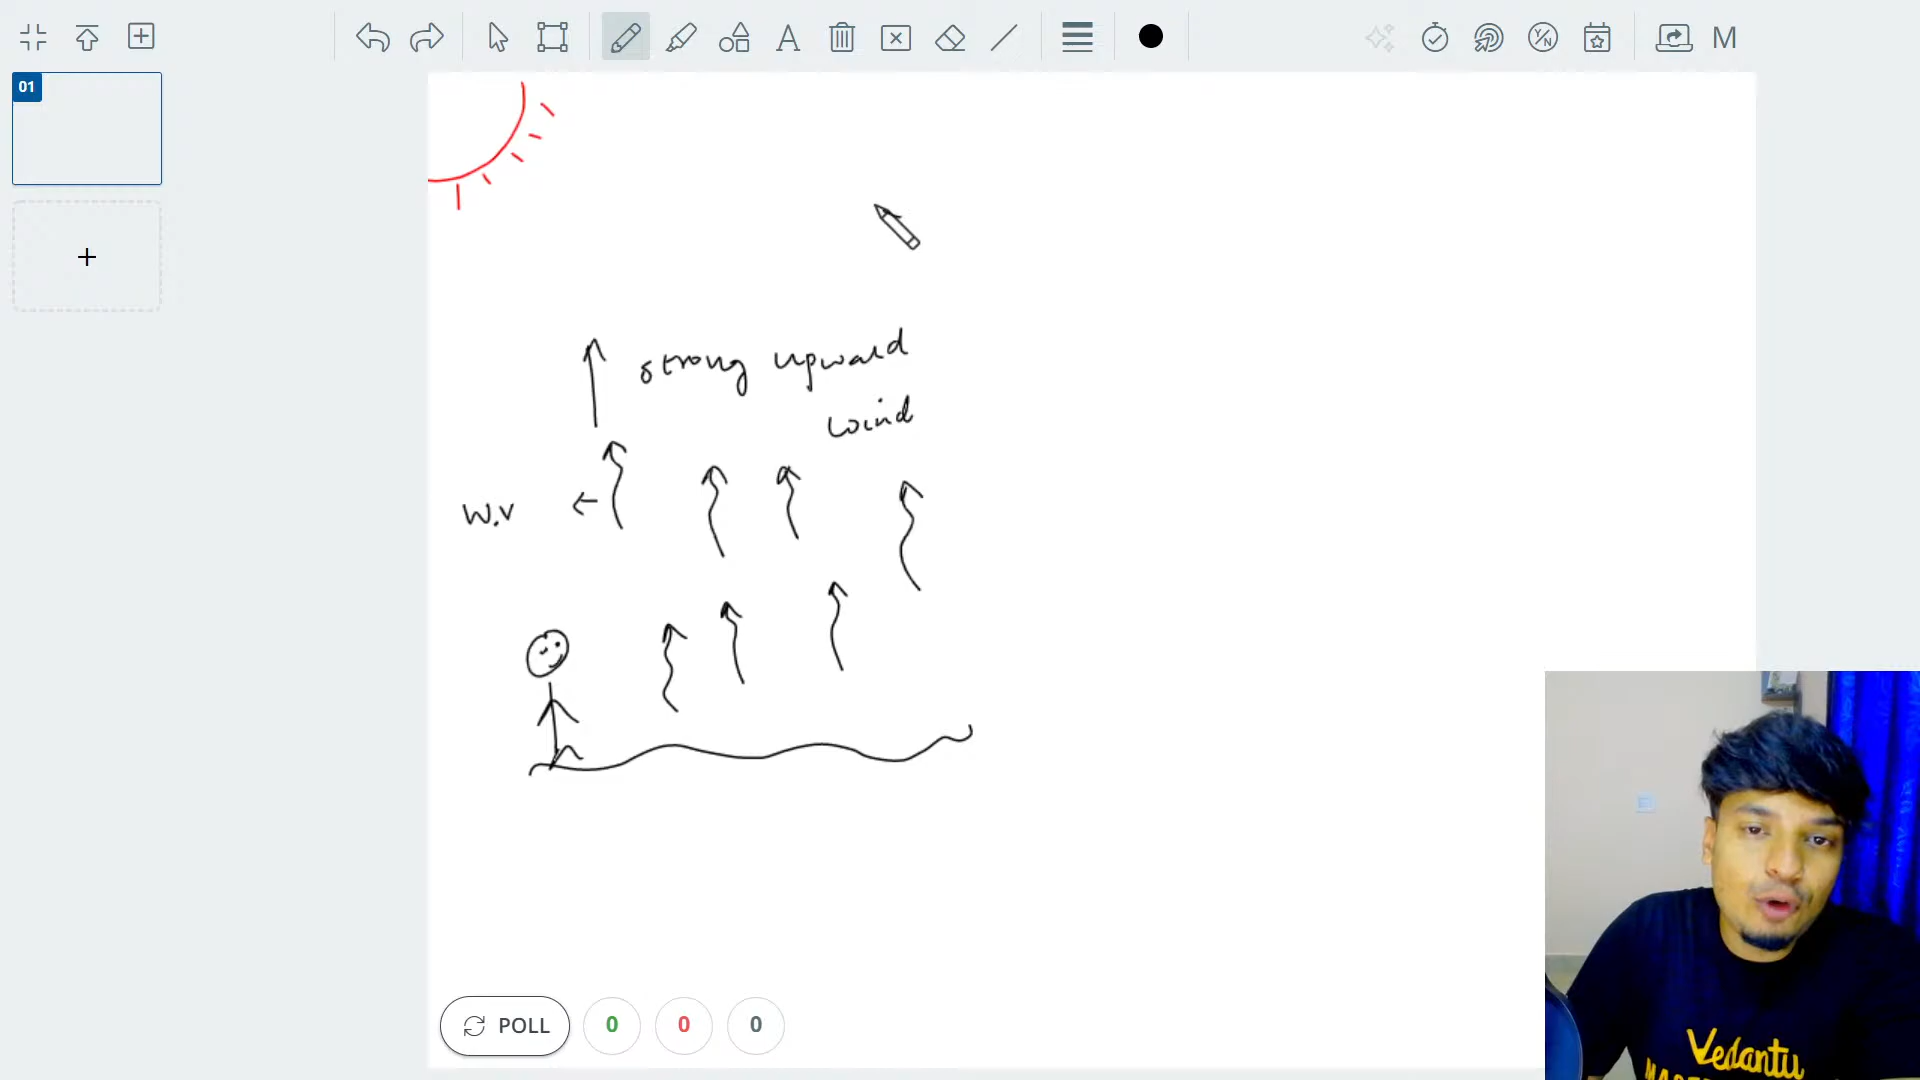 01
A
Y/N
M
+
strong upward
wind
W.V
POLL
0
0
0
Vedantu